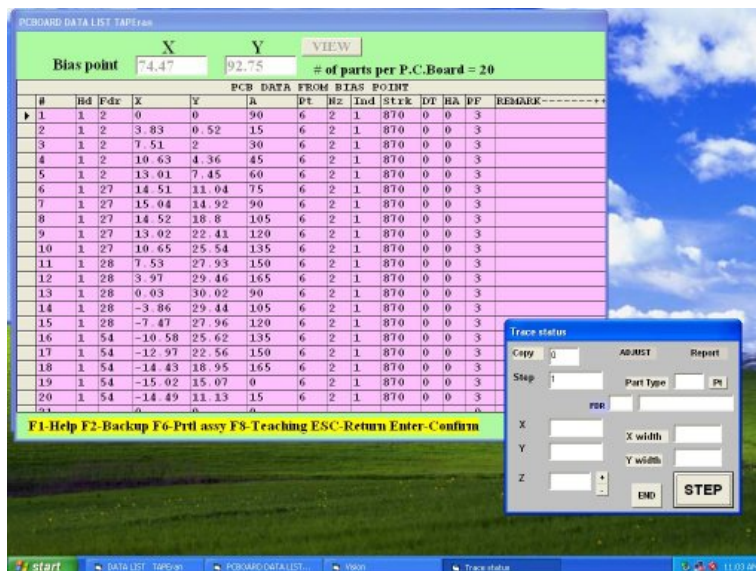 PCBOARD DATA LIST TAPEran
X Y VIEW
Bias point 74.47 92.75 # of parts per P.C.Board = 20
PCB DATA FROM BIAS POINT
# Hd Fdr X Y A Pt Nz Ind Strk DT HA PF REMARK-------++
1 1 2 0 0 90 6 2 1 870 0 0 3
2 1 2 3.83 0.52 15 6 2 1 870 0 0 3
3 1 2 7.51 2 30 6 2 1 870 0 0 3
4 1 2 10.63 4.36 45 6 2 1 870 0 0 3
5 1 2 13.01 7.45 60 6 2 1 870 0 0 3
6 1 27 14.51 11.04 75 6 2 1 870 0 0 3
7 1 27 15.04 14.92 90 6 2 1 870 0 0 3
8 1 27 14.52 18.8 105 6 2 1 870 0 0 3
9 1 27 13.02 22.41 120 6 2 1 870 0 0 3
10 1 27 10.65 25.54 135 6 2 1 870 0 0 3
11 1 28 7.53 27.93 150 6 2 1 870 0 0 3
12 1 28 3.97 29.46 165 6 2 1 870 0 0 3
13 1 28 0.03 30.02 90 6 2 1 870 0 0 3
14 1 28 -3.86 29.44 105 6 2 1 870 0 0 3
15 1 28 -7.47 27.96 120 6 2 1 870 0 0 3
16 1 54 -10.58 25.62 135 6 2 1 870 0 0 3
17 1 54 -12.97 22.56 150 6 2 1 870 0 0 3
18 1 54 -14.43 18.95 165 6 2 1 870 0 0 3
19 1 54 -15.02 15.07 0 6 2 1 870 0 0 3
20 1 54 -14.49 11.13 15 6 2 1 870 0 0 3
F1-Help F2-Backup F6-Prtl assy F8-Teaching ESC-Return Enter-Confirm
Trace status
Copy 0 ADJUST Report
Step 1 Part Type Pt
FDR
X
X width
Y
Y width
Z + -
END STEP
start DATA LIST TAPEran PCBOARD DATA LIST... Vision Trace status 11:03